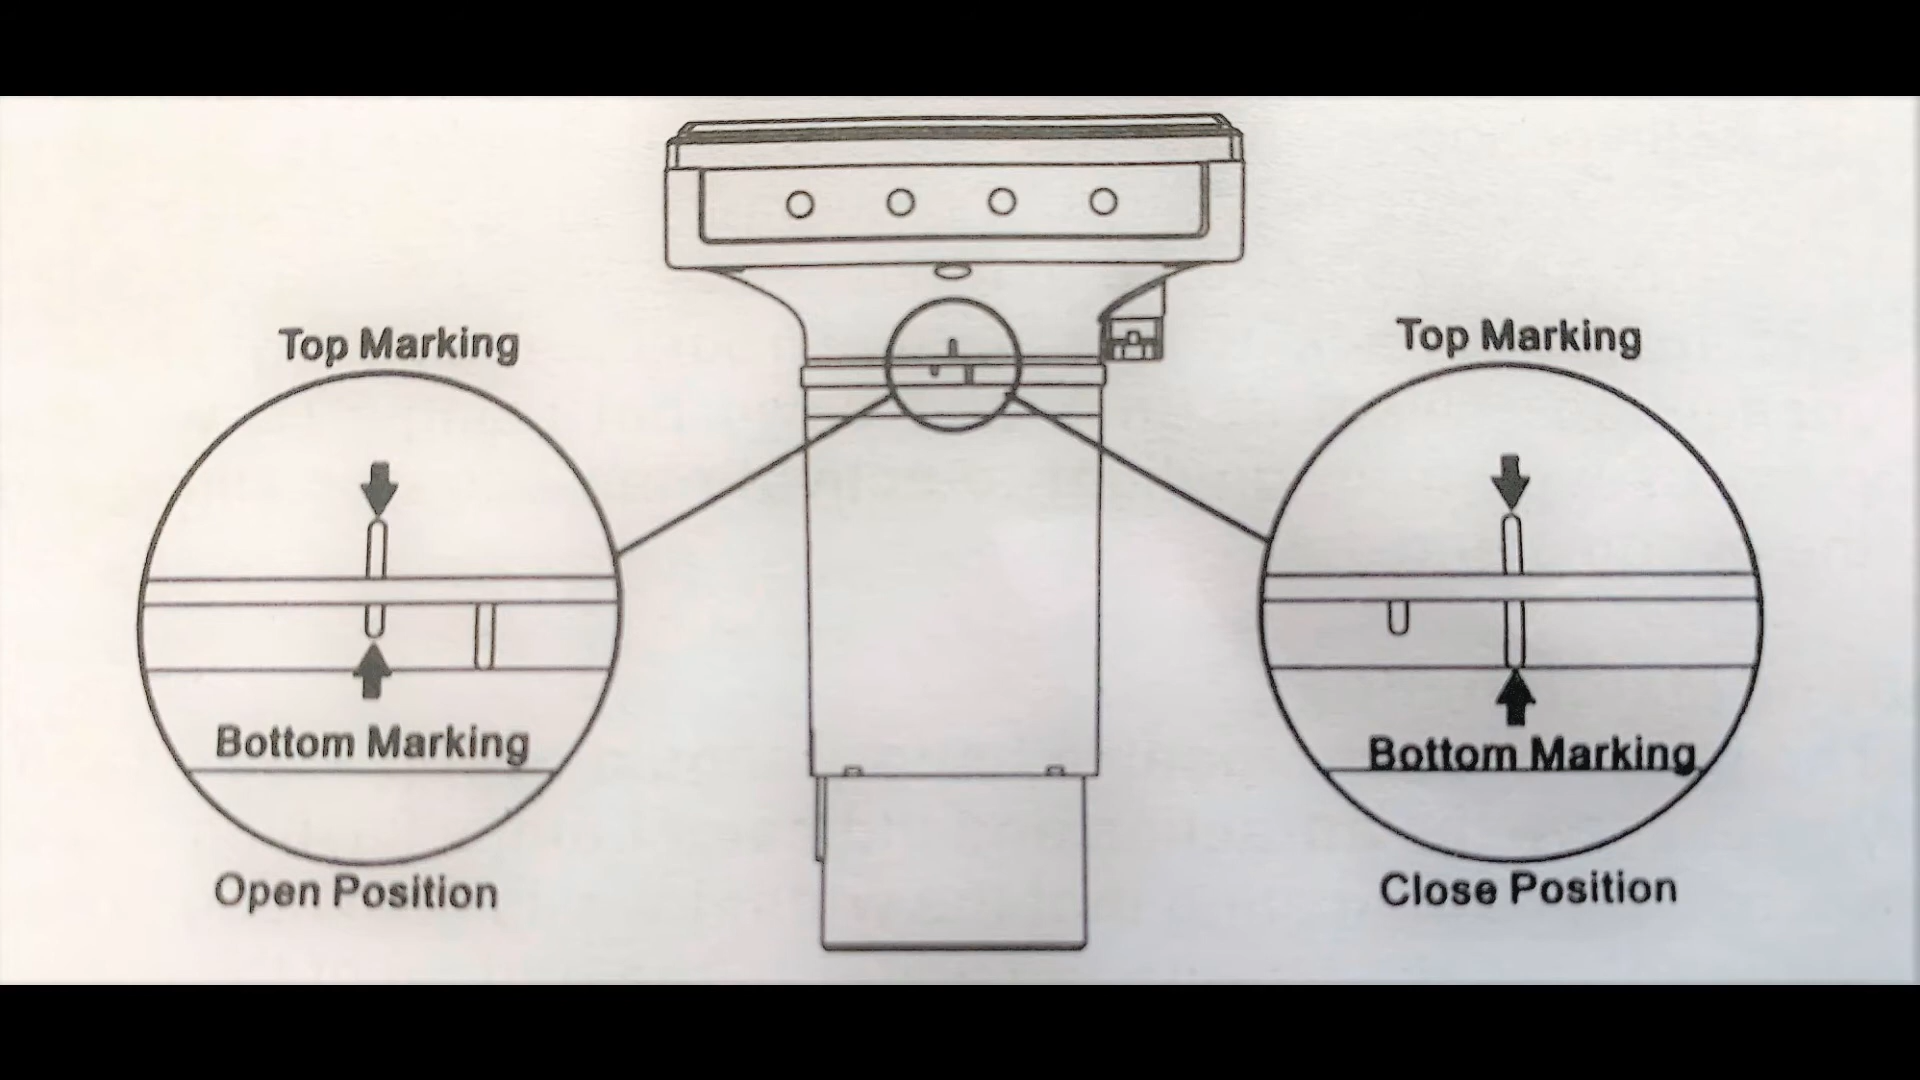 Top Marking
Bottom Marking
Open Position
Top Marking
Bottom Marking
Close Position